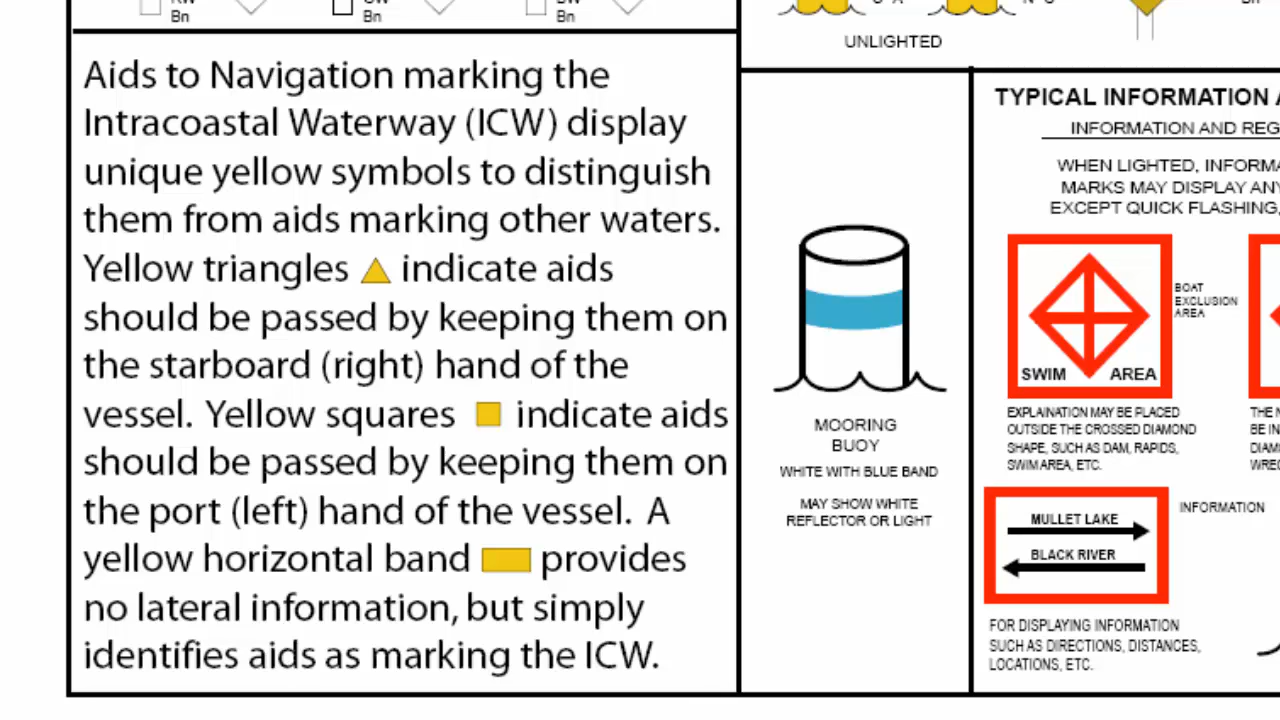 Bn
Bn
Bn
UNLIGHTED
Aids to Navigation marking the
Intracoastal Waterway (ICW) display
unique yellow symbols to distinguish
them from aids marking other waters.
Yellow triangles indicate aids
should be passed by keeping them on
the starboard (right) hand of the
vessel. Yellow squares indicate aids
should be passed by keeping them on
the port (left) hand of the vessel. A
yellow horizontal band provides
no lateral information, but simply
identifies aids as marking the ICW.
MOORING
BUOY
WHITE WITH BLUE BAND
MAY SHOW WHITE
REFLECTOR OR LIGHT
TYPICAL INFORMATION
INFORMATION AND REG
WHEN LIGHTED, INFORMA
MARKS MAY DISPLAY ANY
EXCEPT QUICK FLASHING,
BOAT
EXCLUSION
AREA
SWIM AREA
EXPLAINATION MAY BE PLACED
OUTSIDE THE CROSSED DIAMOND
SHAPE, SUCH AS DAM, RAPIDS,
SWIM AREA, ETC.
THE N
BE IN
DIAM
WREC
MULLET LAKE
BLACK RIVER
INFORMATION
FOR DISPLAYING INFORMATION
SUCH AS DIRECTIONS, DISTANCES,
LOCATIONS, ETC.